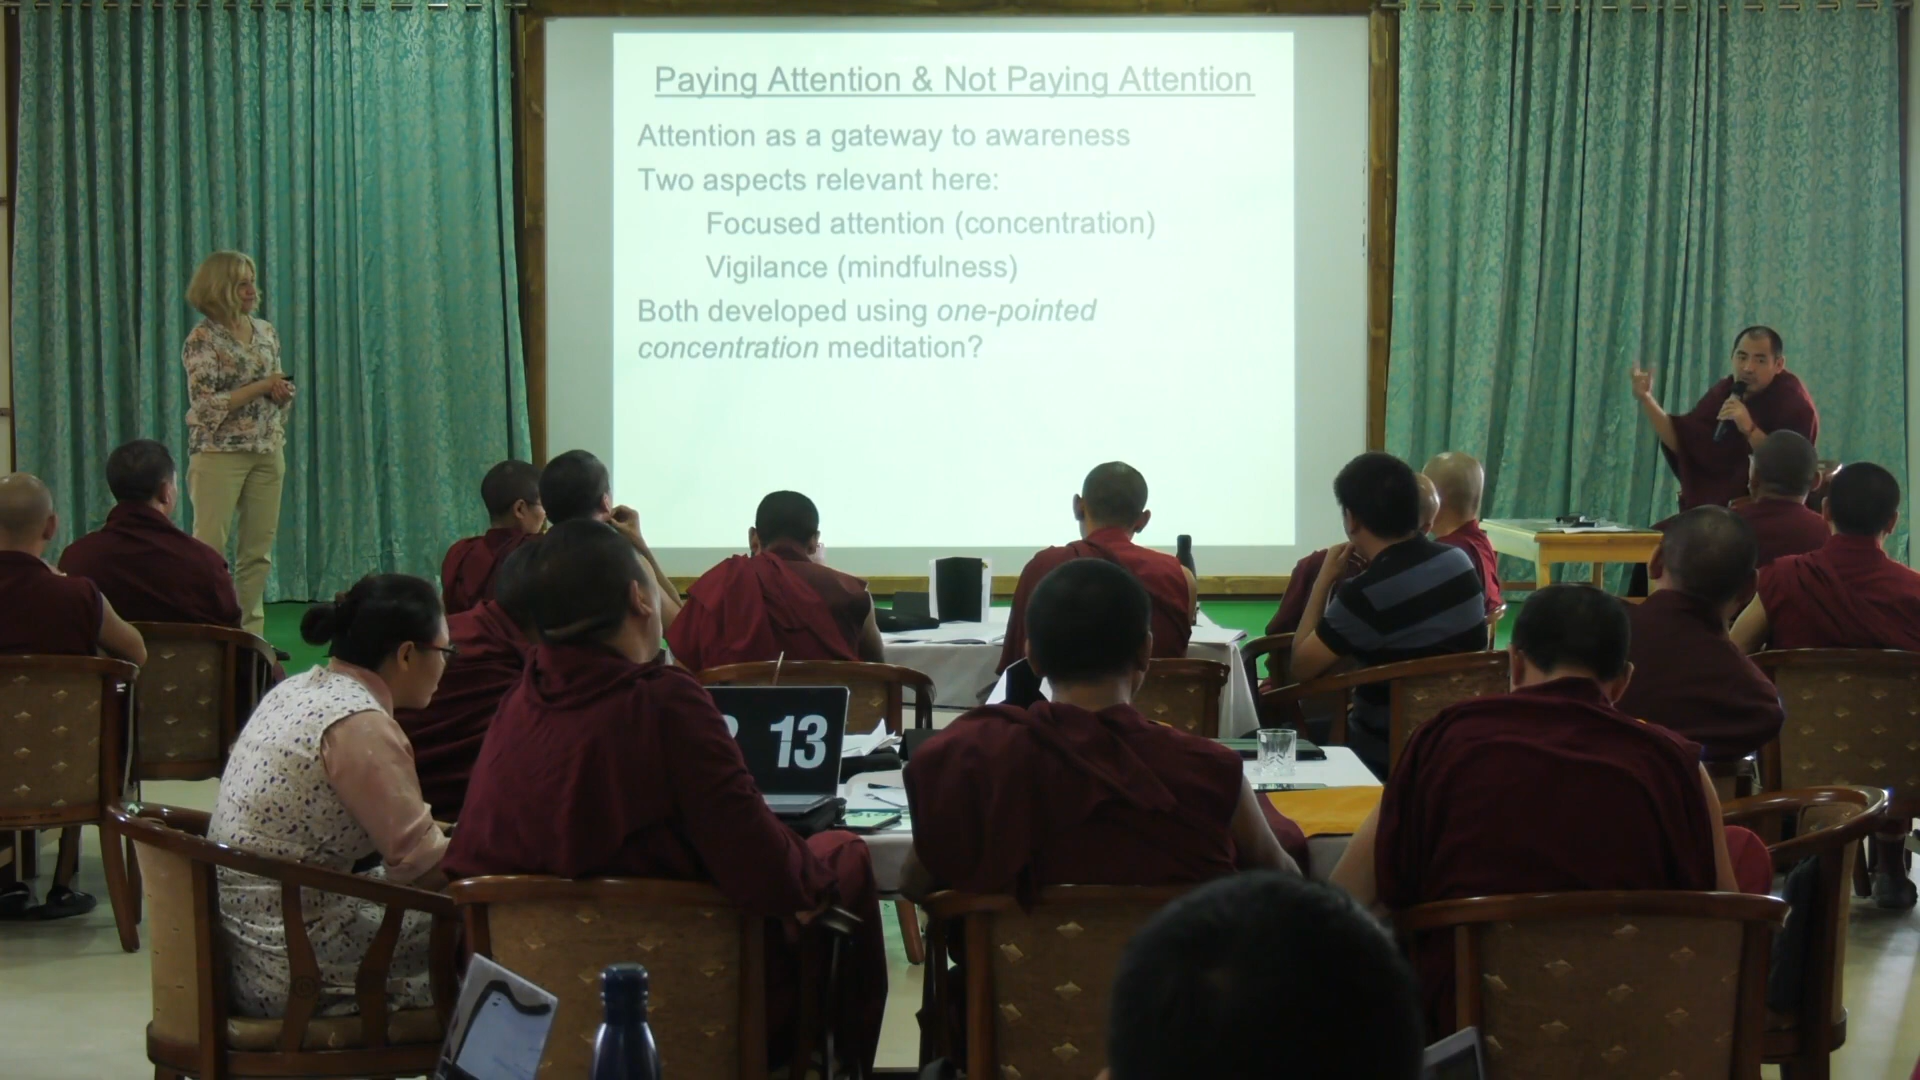 Paying Attention & Not Paying Attention
Attention as a gateway to awareness
Two aspects relevant here:
Focused attention (concentration)
Vigilance (mindfulness)
Both developed using one-pointed
concentration meditation?
13